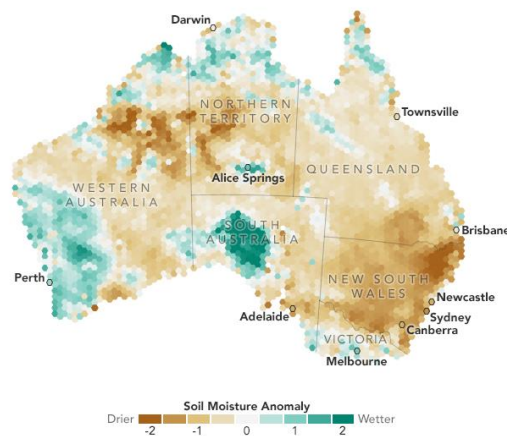 Darwin
NORTHERN
TERRITORY
Townsville
Alice Springs
QUEENSLAND
WESTERN
AUSTRALIA
SOUTH
AUSTRALIA
Brisbane
Perth
NEW SOUTH
WALES
Newcastle
Adelaide
Sydney
Canberra
VICTORIA
Melbourne
Soil Moisture Anomaly
Drier
Wetter
-2 -1 0 1 2